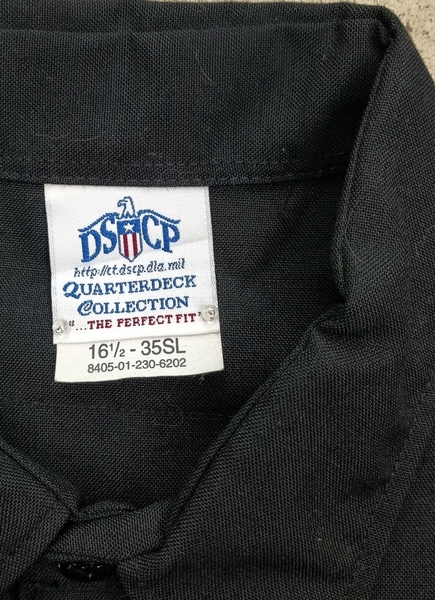 DSCP
http://ct.dscp.dla.mil
QUARTERDECK
COLLECTION
"...THE PERFECT FIT"
16½ - 35SL
8405-01-230-6202